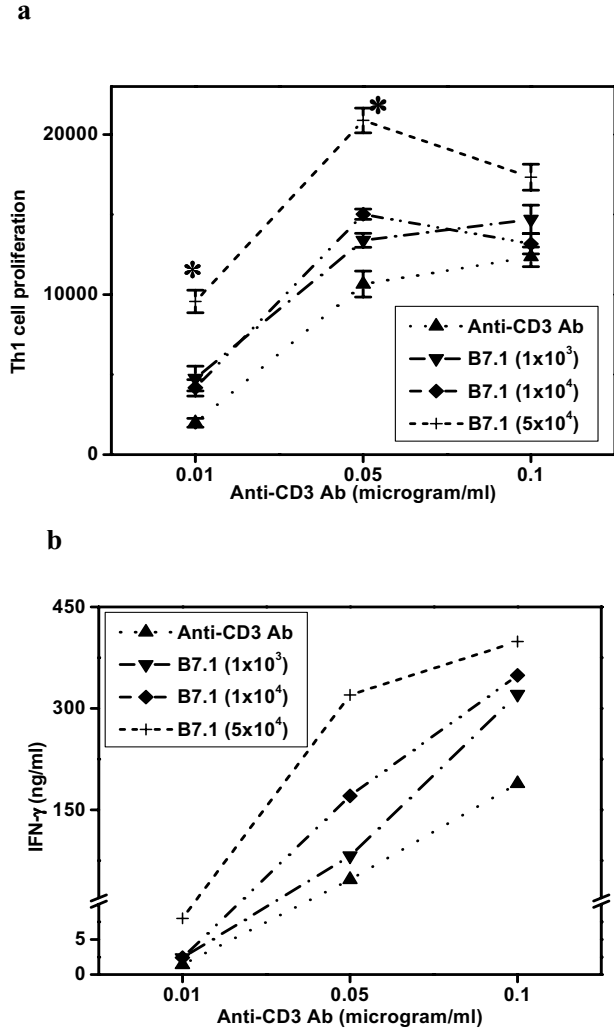 a
Th1 cell proliferation
20000
10000
0
*
*
Anti-CD3 Ab
B7.1 (1x10³)
B7.1 (1x10⁴)
B7.1 (5x10⁴)
0.01 0.05 0.1
Anti-CD3 Ab (microgram/ml)
b
IFN-γ (ng/ml)
450
300
150
5
0
Anti-CD3 Ab
B7.1 (1x10³)
B7.1 (1x10⁴)
B7.1 (5x10⁴)
0.01 0.05 0.1
Anti-CD3 Ab (microgram/ml)